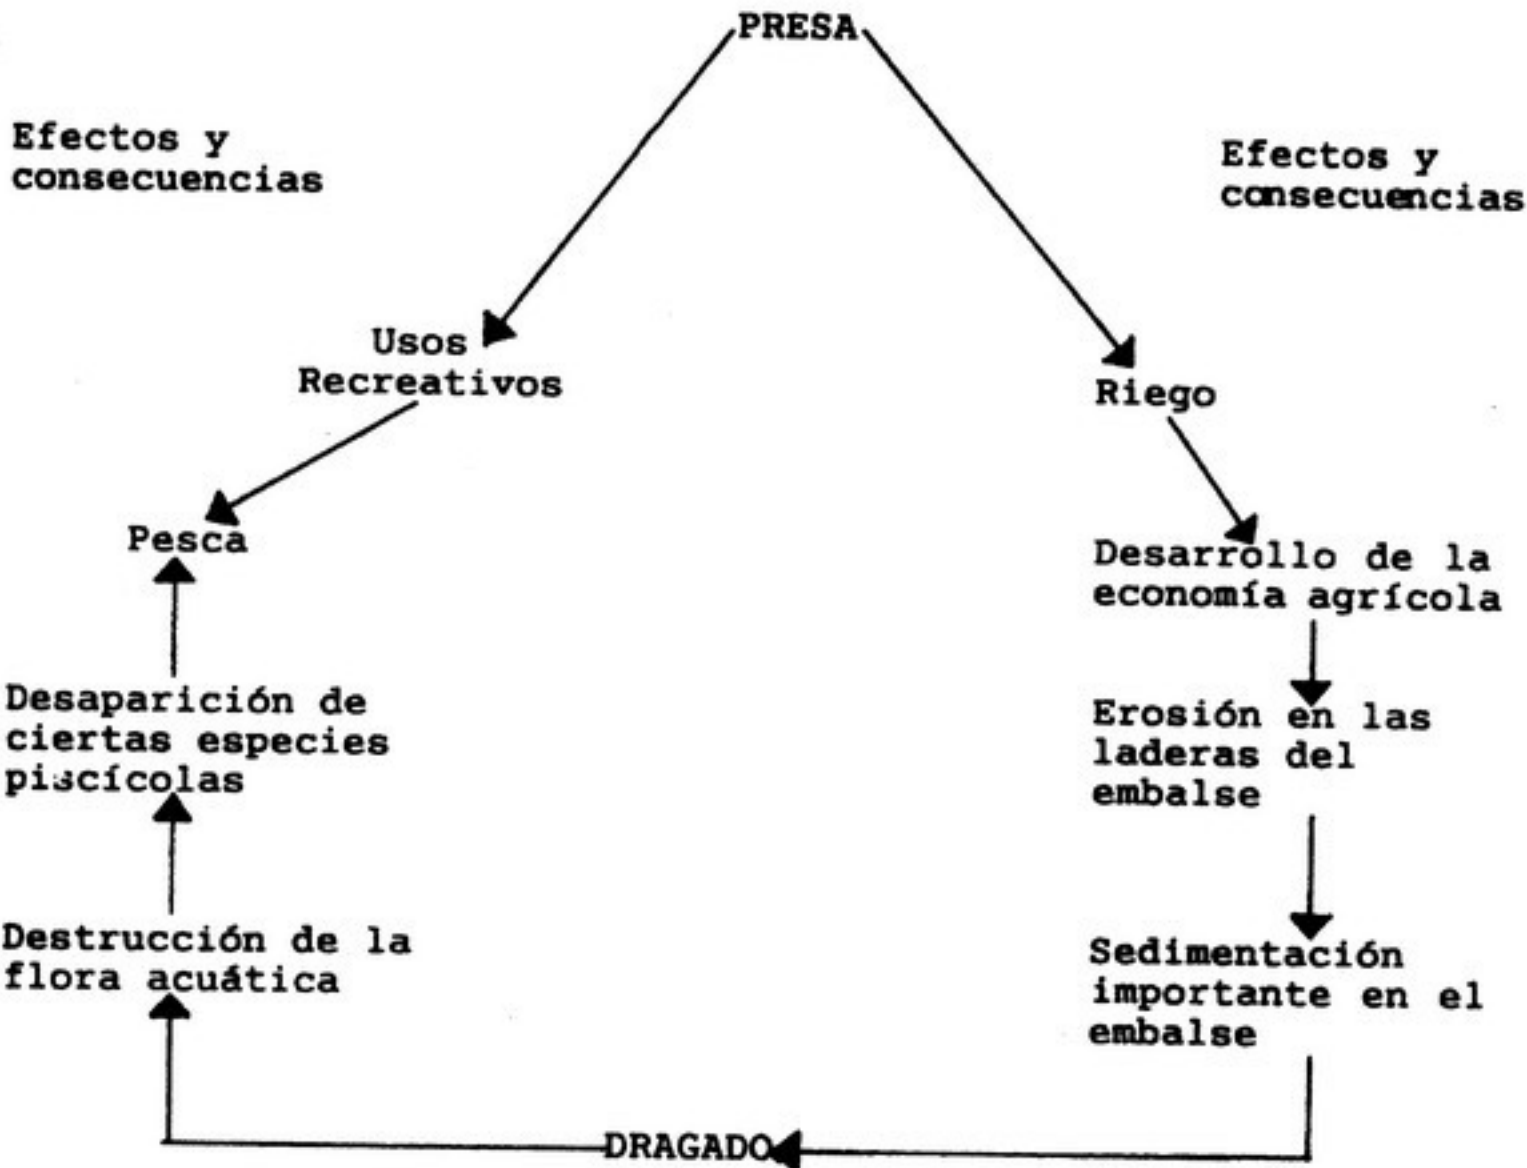 PRESA
Efectos y
consecuencias
Efectos y
consecuencias
Usos
Recreativos
Riego
Pesca
Desarrollo de la
economía agrícola
Desaparición de
ciertas especies
piscícolas
Erosión en las
laderas del
embalse
Destrucción de la
flora acuática
Sedimentación
importante en el
embalse
DRAGADO